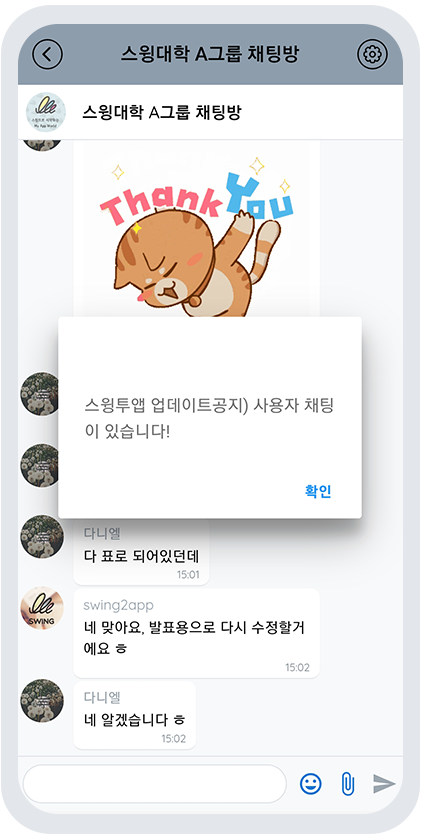 스윙대학 A그룹 채팅방
스윙대학 A그룹 채팅방
Thank You
스윙투앱 업데이트공지) 사용자 채팅
이 있습니다!
확인
다니엘
다 표로 되어있던데
15:01
swing2app
네 맞아요, 발표용으로 다시 수정할거
에요 ㅎ
15:02
SWING
다니엘
네 알겠습니다 ㅎ
15:02